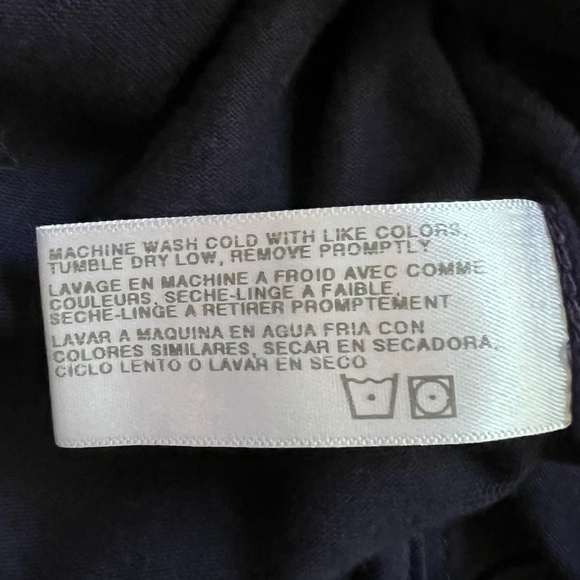 MACHINE WASH COLD WITH LIKE COLORS,
TUMBLE DRY LOW, REMOVE PROMPTLY
LAVAGE EN MACHINE A FROID AVEC COMME
COULEURS, SECHE-LINGE A FAIBLE,
SECHE-LINGE A RETIRER PROMPTEMENT
LAVAR A MAQUINA EN AGUA FRIA CON
COLORES SIMILARES, SECAR EN SECADORA.
CICLO LENTO O LAVAR EN SECO